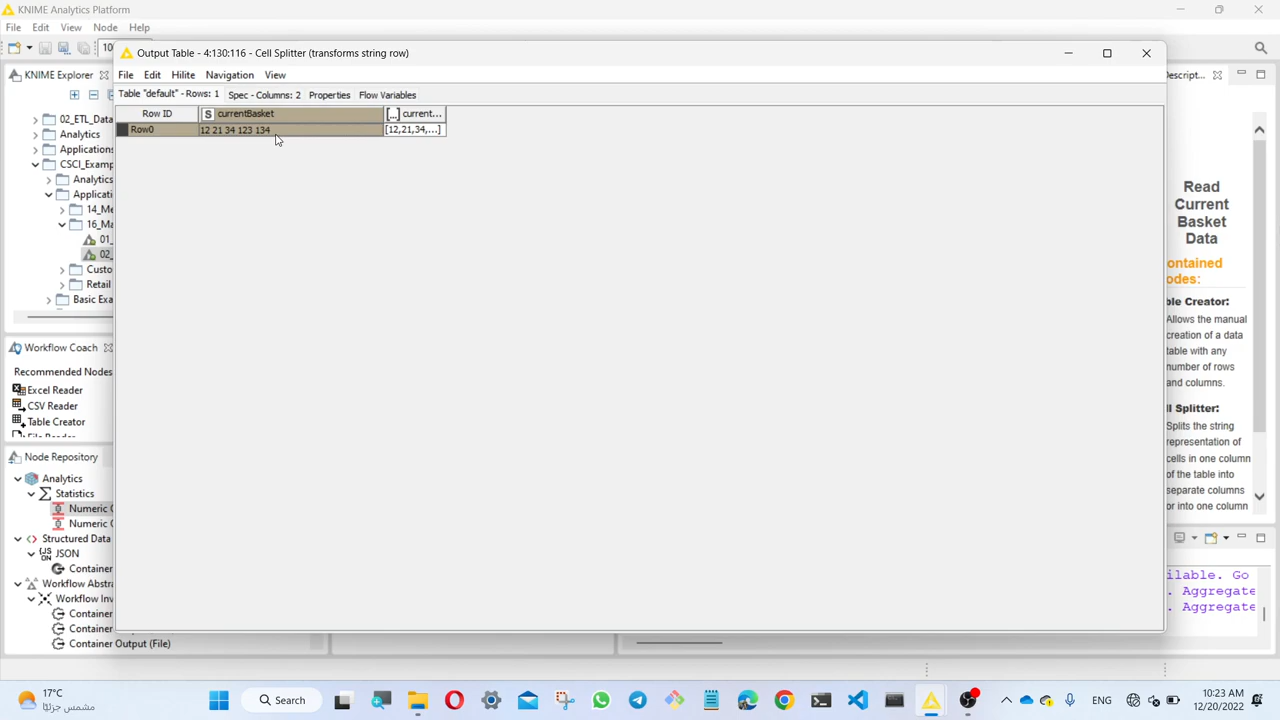 KNIME Analytics Platform
File Edit View Node Help
Output Table - 4:130:116 - Cell Splitter (transforms string row)
File Edit Hilite Navigation View
Table "default" - Rows: 1 Spec - Columns: 2 Properties Flow Variables
Row ID S currentBasket [...] current...
Row0 12 21 34 123 134 [12,21,34,...]
KNIME Explorer
02_ETL_Data
Analytics
Applications
CSCI_Examp
Analytics
Applicati
14_Me
16_Ma
01_
02_
Custo
Retail
Basic Exa
Workflow Coach
Recommended Nodes
Excel Reader
CSV Reader
Table Creator
Node Repository
Analytics
Statistics
Numeric
Numeric
Structured Data
JSON
Container
Workflow Abstra
Workflow Inv
Container
Container
Container Output (File)
Descript...
Read
Current
Basket
Data
ontained
odes:
ble Creator:
Allows the manual
creation of a data
table with any
number of rows
and columns.
ll Splitter:
Splits the string
representation of
cells in one column
of the table into
separate columns
or into one column
ilable. Go
. Aggregate
. Aggregate
17°C
مشمس جزئيًا
Search
ENG
10:23 AM
12/20/2022